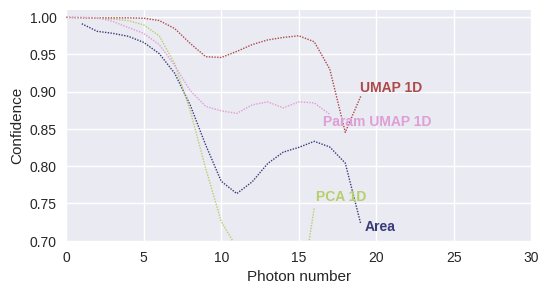 1.00
0.95
0.90
0.85
0.80
0.75
0.70
Confidence
UMAP 1D
Param UMAP 1D
PCA 1D
Area
0 5 10 15 20 25 30
Photon number